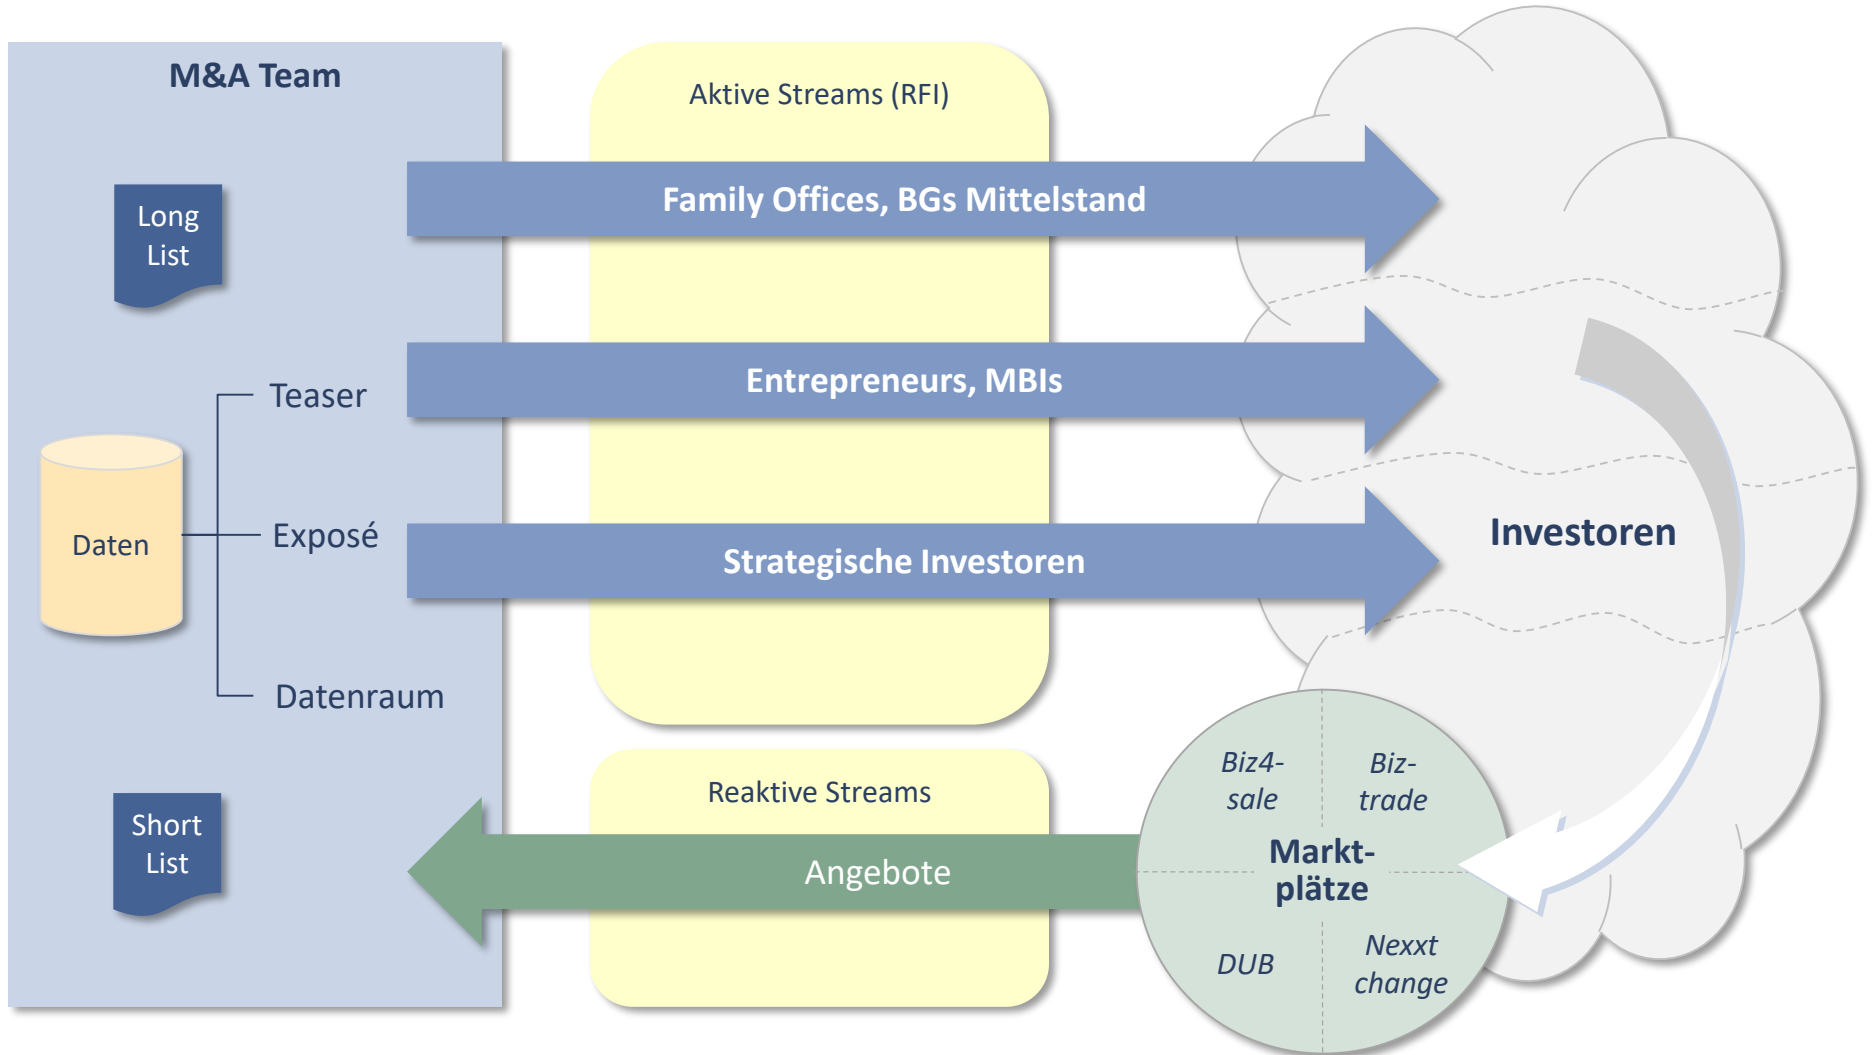 M&A Team
Long
List
Teaser
Daten
Exposé
Datenraum
Short
List
Aktive Streams (RFI)
Family Offices, BGs Mittelstand
Entrepreneurs, MBIs
Strategische Investoren
Reaktive Streams
Angebote
Investoren
Biz4-
sale
Biz-
trade
Markt-
plätze
DUB
Nexxt
change